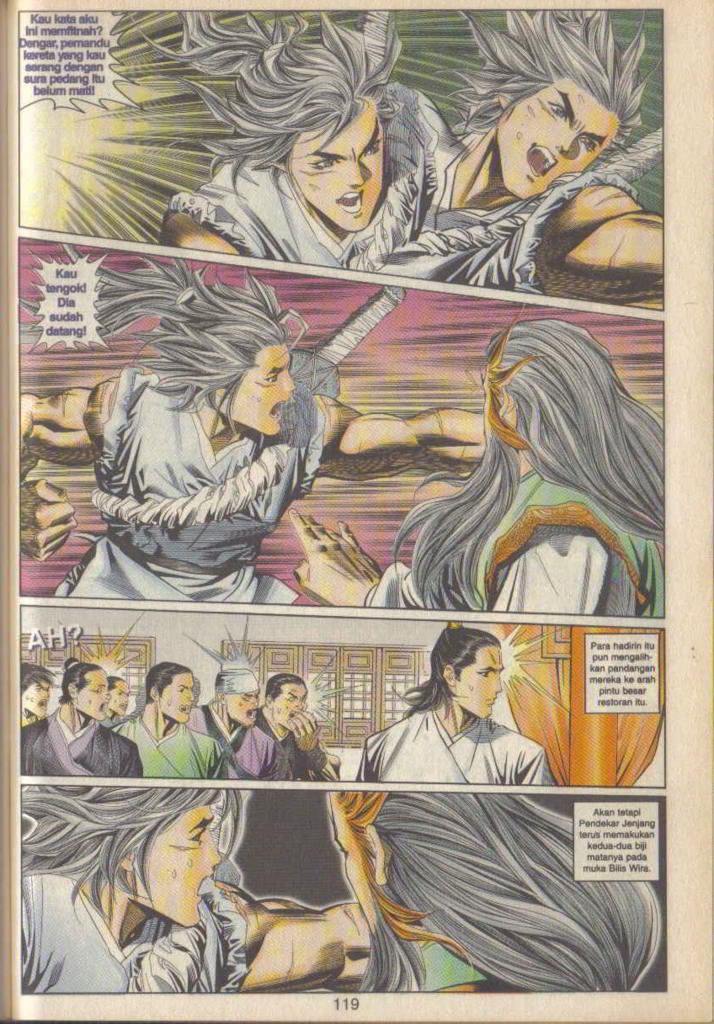 Kau kata aku
ini memfitnah?
Dengar, pemandu
kereta yang kau
serang dengan
sura pedang itu
belum mati!
Kau
tengok!
Dia
sudah
datang!
AH?
Para hadirin itu
pun mengalih-
kan pandangan
mereka ke arah
pintu besar
restoran itu.
Akan tetapi
Pendekar Jenjang
terus memakukan
kedua-dua biji
matanya pada
muka Bilis Wira.
119